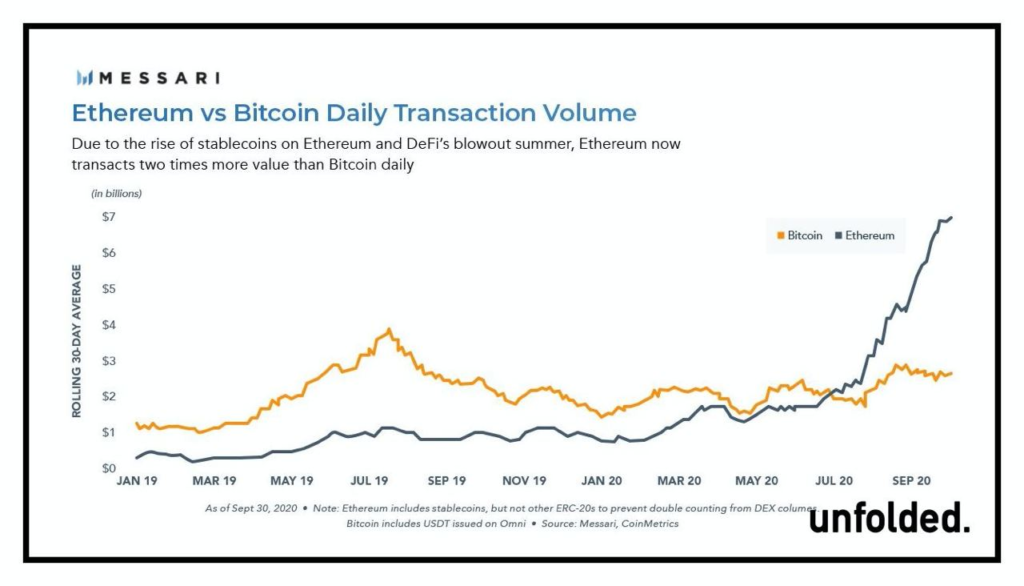 MESSARI
Ethereum vs Bitcoin Daily Transaction Volume
Due to the rise of stablecoins on Ethereum and DeFi's blowout summer, Ethereum now
transacts two times more value than Bitcoin daily
(in billions)
$7
$6
$5
$4
$3
$2
$1
$0
ROLLING 30-DAY AVERAGE
Bitcoin Ethereum
JAN 19 MAR 19 MAY 19 JUL 19 SEP 19 NOV 19 JAN 20 MAR 20 MAY 20 JUL 20 SEP 20
As of Sept 30, 2020 • Note: Ethereum includes stablecoins, but not other ERC-20s to prevent double counting from DEX columes.
Bitcoin includes USDT issued on Omni • Source: Messari, CoinMetrics
unfolded.